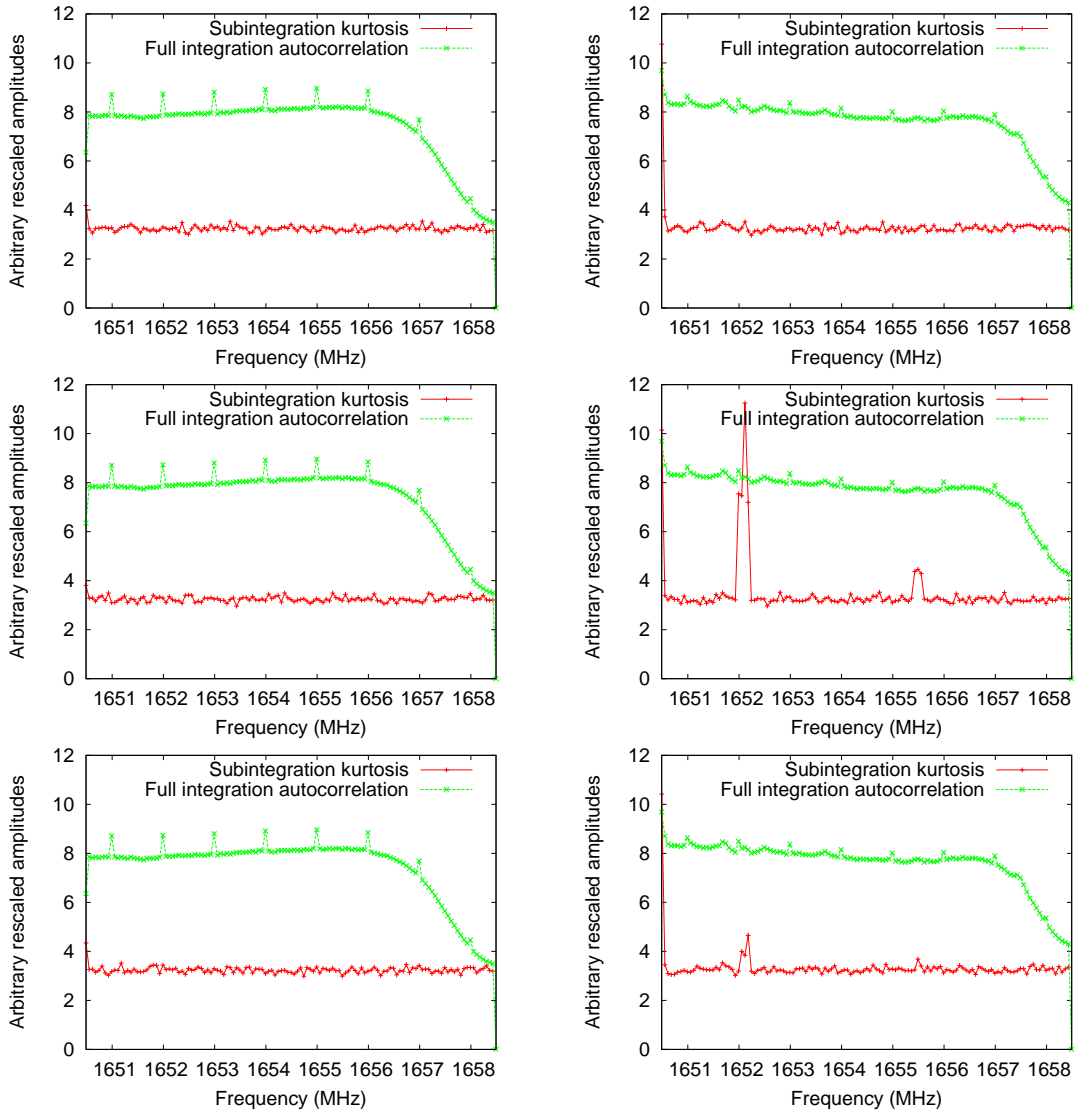 Arbitrary rescaled amplitudes
12
10
8
6
4
2
0
Subintegration kurtosis
Full integration autocorrelation
1651 1652 1653 1654 1655 1656 1657 1658
Frequency (MHz)
Arbitrary rescaled amplitudes
12
10
8
6
4
2
0
Subintegration kurtosis
Full integration autocorrelation
1651 1652 1653 1654 1655 1656 1657 1658
Frequency (MHz)
Arbitrary rescaled amplitudes
12
10
8
6
4
2
0
Subintegration kurtosis
Full integration autocorrelation
1651 1652 1653 1654 1655 1656 1657 1658
Frequency (MHz)
Arbitrary rescaled amplitudes
12
10
8
6
4
2
0
Subintegration kurtosis
Full integration autocorrelation
1651 1652 1653 1654 1655 1656 1657 1658
Frequency (MHz)
Arbitrary rescaled amplitudes
12
10
8
6
4
2
0
Subintegration kurtosis
Full integration autocorrelation
1651 1652 1653 1654 1655 1656 1657 1658
Frequency (MHz)
Arbitrary rescaled amplitudes
12
10
8
6
4
2
0
Subintegration kurtosis
Full integration autocorrelation
1651 1652 1653 1654 1655 1656 1657 1658
Frequency (MHz)